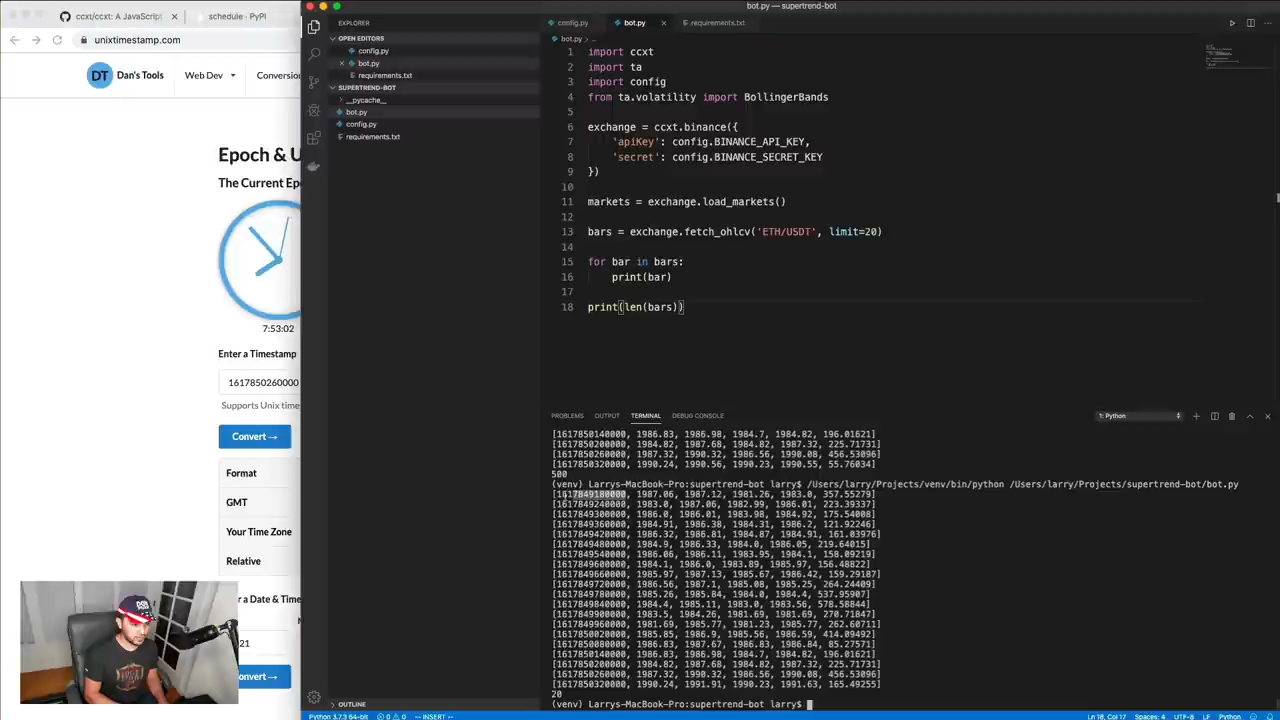 bot.py — supertrend-bot
ccxt/ccxt: A JavaScript
schedule · PyPI
unixtimestamp.com
DT Dan's Tools
Web Dev
Conversion
Epoch & U
The Current Ep
7:53:02
Enter a Timestamp
1617850260000
Supports Unix time
Convert→
Format
GMT
Your Time Zone
Relative
r a Date & Time
21
onvert→
EXPLORER
OPEN EDITORS
config.py
bot.py
requirements.txt
SUPERTREND-BOT
__pycache__
bot.py
config.py
requirements.txt
OUTLINE
config.py
bot.py
requirements.txt
bot.py > ..
1 import ccxt
2 import ta
3 import config
4 from ta.volatility import BollingerBands
5
6 exchange = ccxt.binance({
7 'apiKey': config.BINANCE_API_KEY,
8 'secret': config.BINANCE_SECRET_KEY
9 })
10
11 markets = exchange.load_markets()
12
13 bars = exchange.fetch_ohlcv('ETH/USDT', limit=20)
14
15 for bar in bars:
16 print(bar)
17
18 print(len(bars))
PROBLEMS OUTPUT TERMINAL DEBUG CONSOLE
1: Python
[1617850140000, 1986.83, 1986.98, 1984.7, 1984.82, 196.01621]
[1617850200000, 1984.82, 1987.68, 1984.82, 1987.32, 225.71731]
[1617850260000, 1987.32, 1990.32, 1986.56, 1990.08, 456.53096]
[1617850320000, 1990.24, 1990.56, 1990.23, 1990.55, 55.76034]
500
(venv) Larrys-MacBook-Pro:supertrend-bot larry$ /Users/larry/Projects/venv/bin/python /Users/larry/Projects/supertrend-bot/bot.py
[1617849180000, 1987.06, 1987.12, 1981.26, 1983.0, 357.55279]
[1617849240000, 1983.0, 1987.06, 1982.99, 1986.01, 223.39337]
[1617849300000, 1986.0, 1986.01, 1983.98, 1984.92, 175.54008]
[1617849360000, 1984.91, 1986.38, 1984.31, 1986.2, 121.92246]
[1617849420000, 1986.32, 1986.81, 1984.87, 1984.91, 161.03976]
[1617849480000, 1984.9, 1986.33, 1984.0, 1986.05, 219.64015]
[1617849540000, 1986.06, 1986.11, 1983.95, 1984.1, 158.09219]
[1617849600000, 1984.1, 1986.0, 1983.89, 1985.97, 156.48822]
[1617849660000, 1985.97, 1987.13, 1985.67, 1986.42, 159.29187]
[1617849720000, 1986.56, 1987.1, 1985.08, 1985.25, 264.24409]
[1617849780000, 1985.26, 1985.84, 1984.0, 1984.4, 537.95907]
[1617849840000, 1984.4, 1985.11, 1983.0, 1983.56, 578.58844]
[1617849900000, 1983.5, 1984.26, 1981.69, 1981.69, 270.71847]
[1617849960000, 1981.69, 1985.77, 1981.23, 1985.77, 262.60711]
[1617850020000, 1985.85, 1986.9, 1985.56, 1986.59, 414.09492]
[1617850080000, 1986.83, 1987.67, 1983.83, 1986.84, 85.27571]
[1617850140000, 1986.83, 1986.98, 1984.7, 1984.82, 196.01621]
[1617850200000, 1984.82, 1987.68, 1984.82, 1987.32, 225.71731]
[1617850260000, 1987.32, 1990.32, 1986.56, 1990.08, 456.53096]
[1617850320000, 1990.24, 1991.91, 1990.23, 1991.63, 165.49255]
20
(venv) Larrys-MacBook-Pro:supertrend-bot larry$
Python 3.7.3 64-bit
0
0
-- INSERT --
Ln 18, Col 17
Spaces: 4
UTF-8
LF
Python